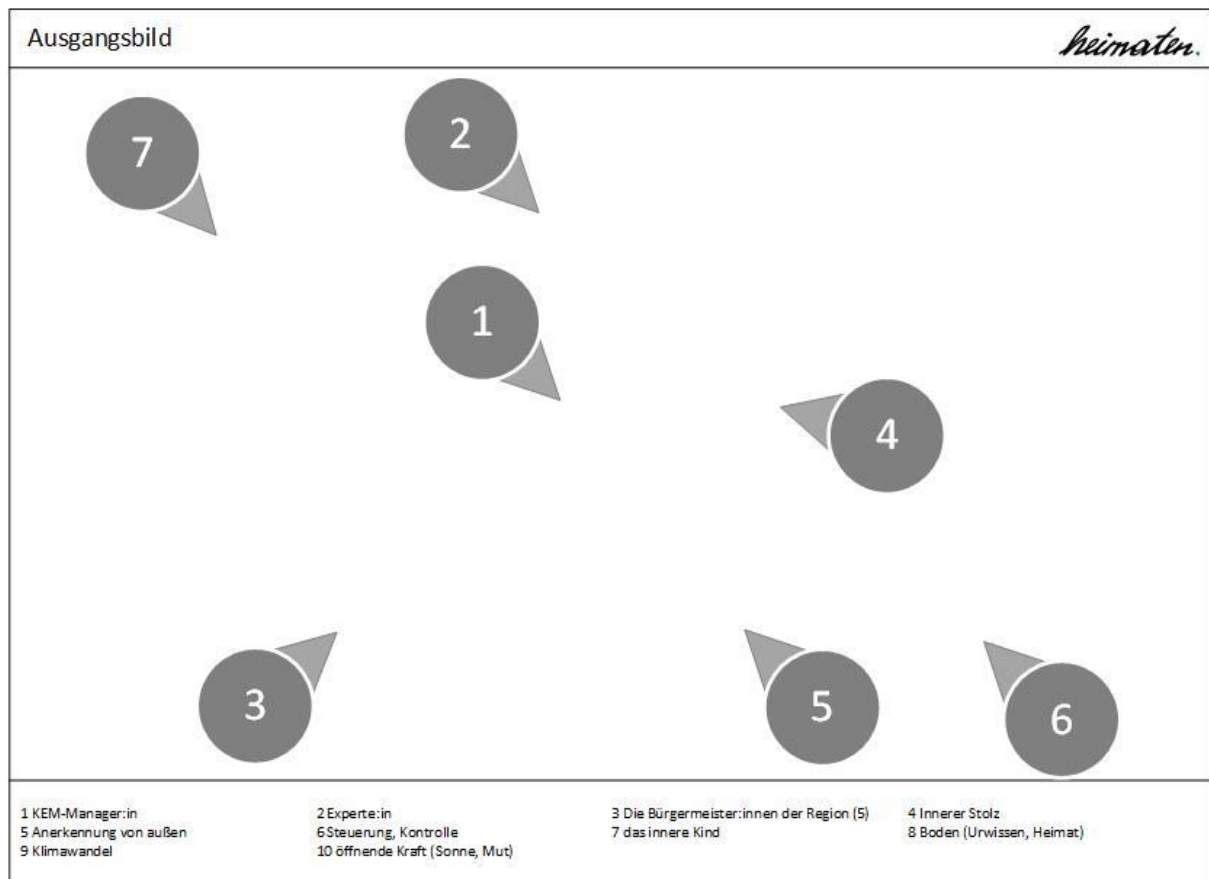 Ausgangsbild
heimaten.
7
2
1
4
3
5
6
1 KEM-Manager:in
2 Experte:in
3 Die Bürgermeister:innen der Region (5)
4 Innerer Stolz
5 Anerkennung von außen
6 Steuerung, Kontrolle
7 das innere Kind
8 Boden (Urwissen, Heimat)
9 Klimawandel
10 öffnende Kraft (Sonne, Mut)